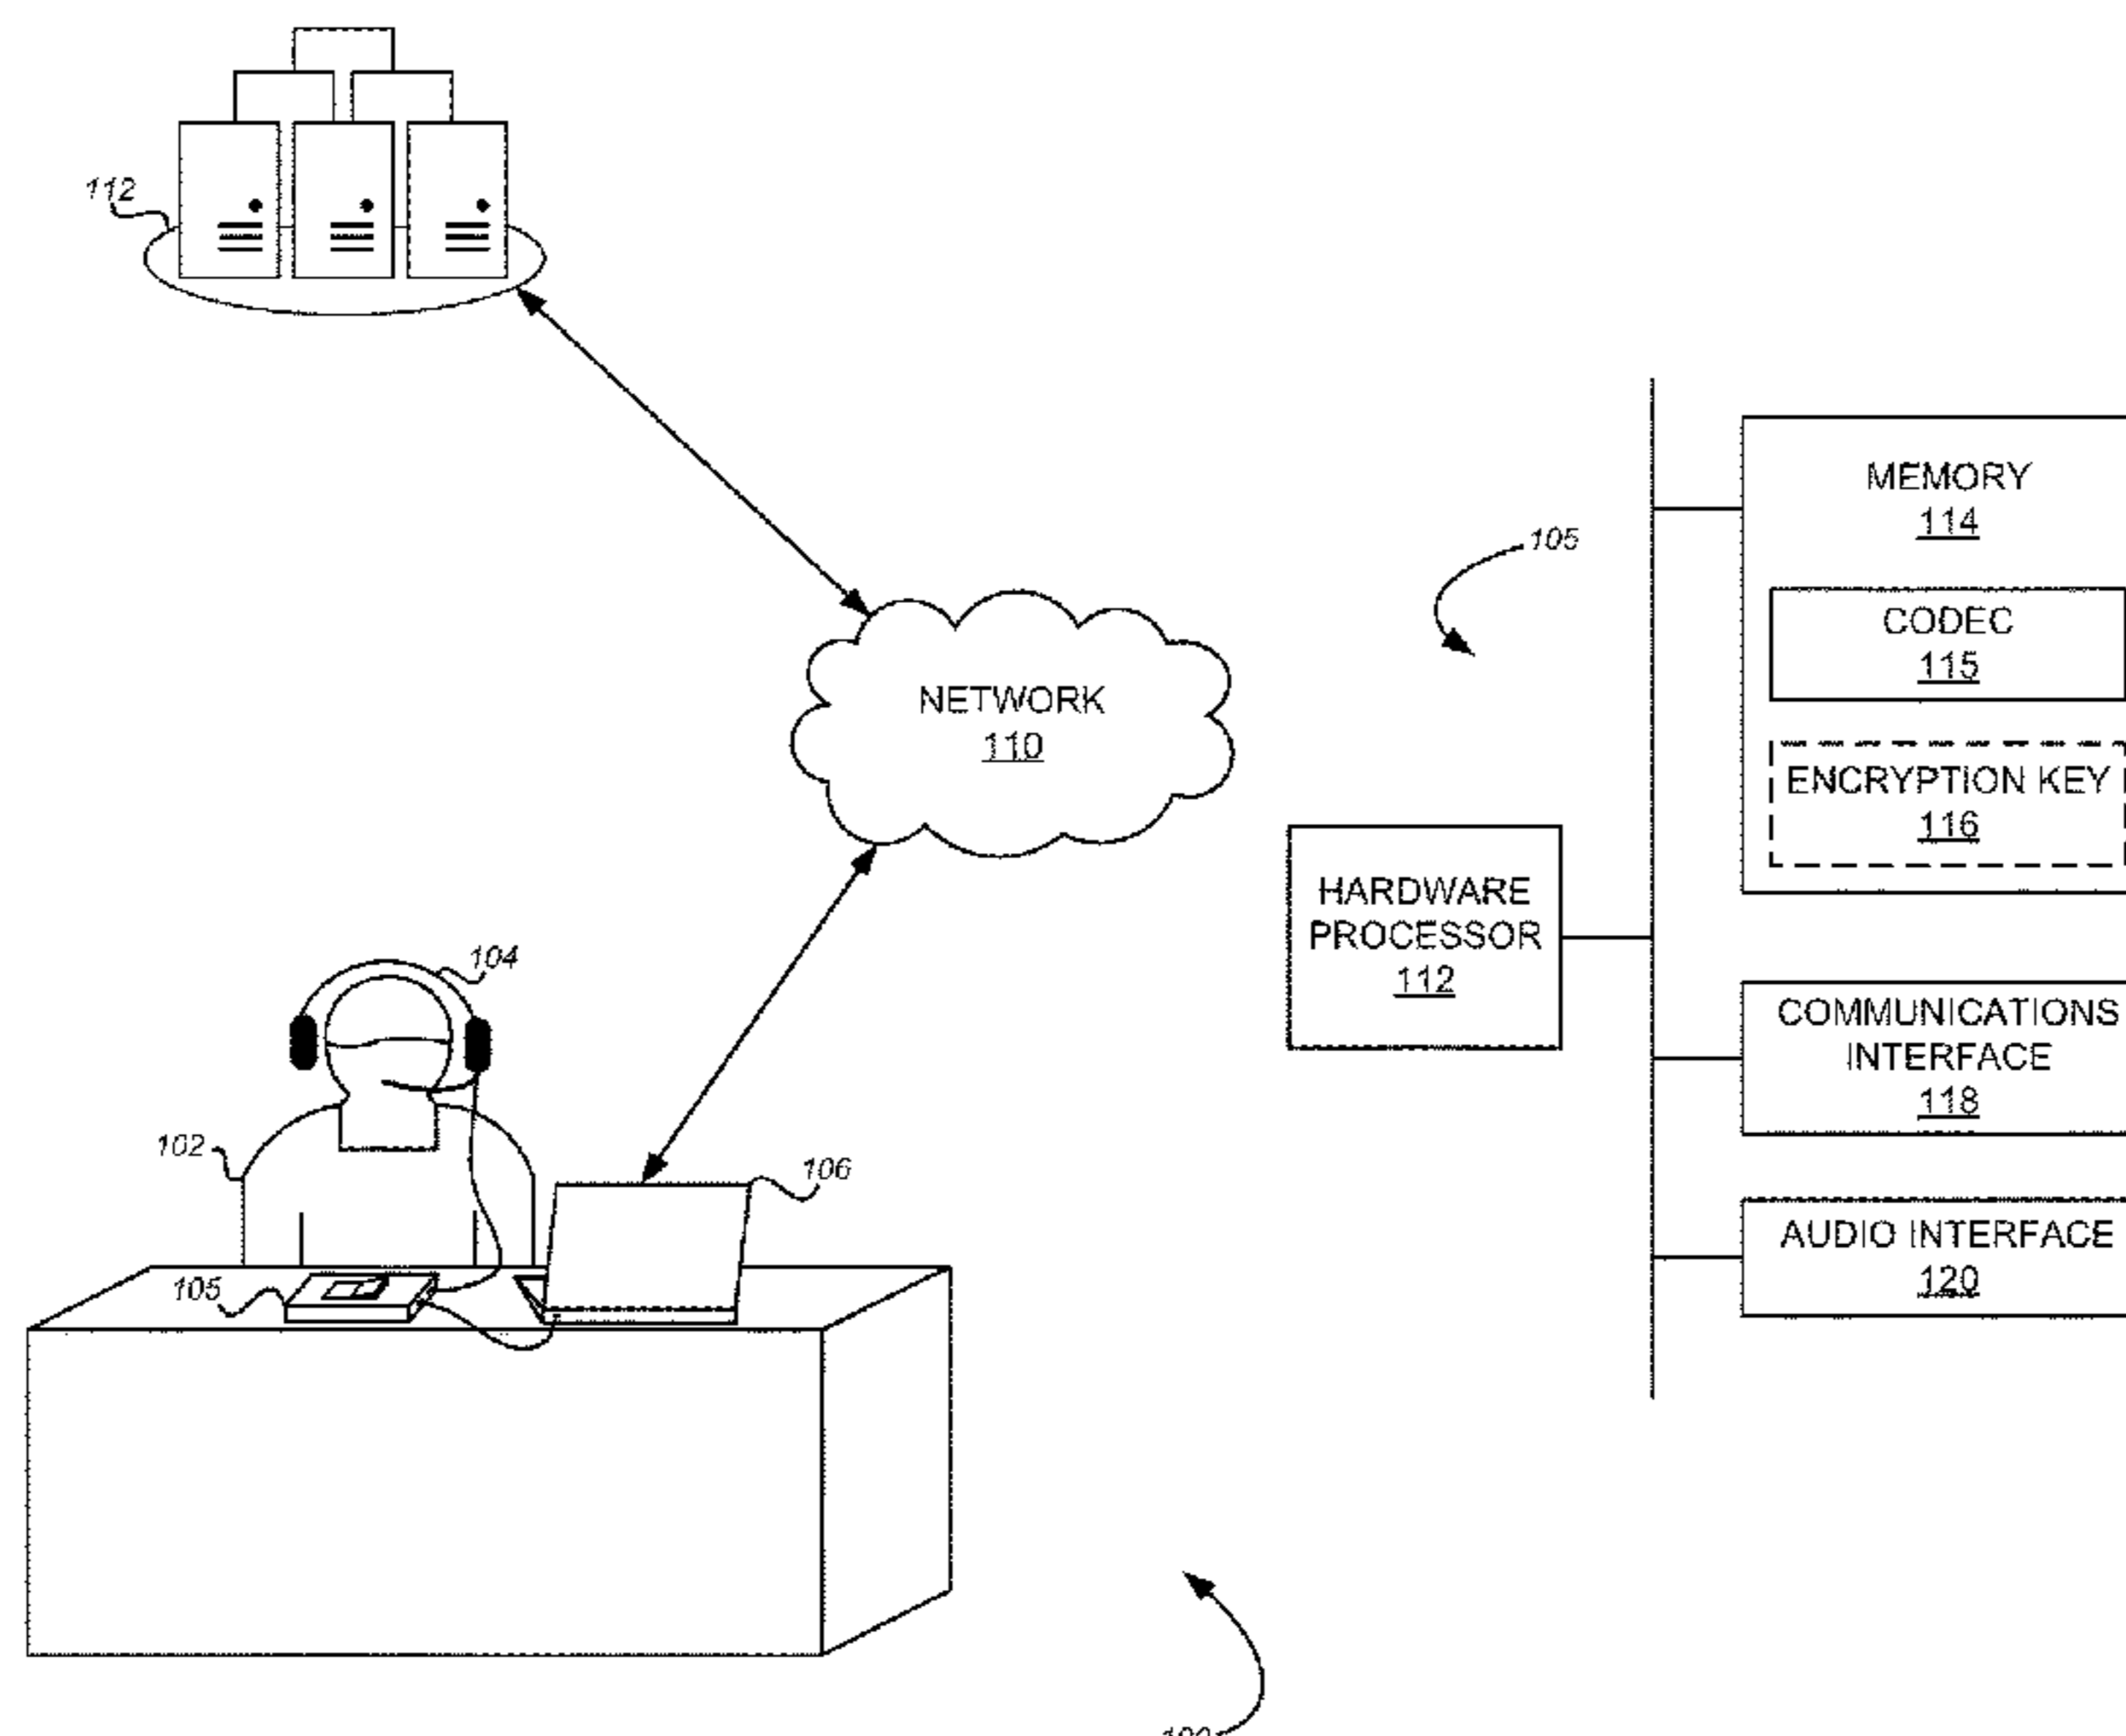 112
MEMORY
114
105
CODEC
115
NETWORK
110
ENCRYPTION KEY
116
HARDWARE
PROCESSOR
112
104
COMMUNICATIONS
INTERFACE
118
102
106
AUDIO INTERFACE
120
105